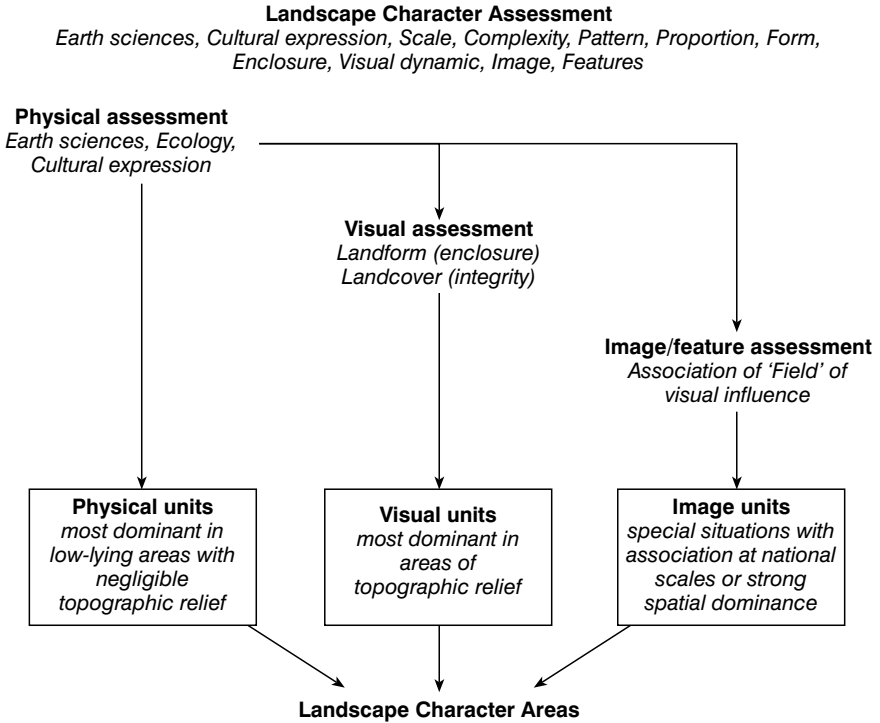 Landscape Character Assessment
Earth sciences, Cultural expression, Scale, Complexity, Pattern, Proportion, Form,
Enclosure, Visual dynamic, Image, Features
Physical assessment
Earth sciences, Ecology,
Cultural expression
Visual assessment
Landform (enclosure)
Landcover (integrity)
Image/feature assessment
Association of ‘Field’ of
visual influence
Physical units
most dominant in
low-lying areas with
negligible
topographic relief
Visual units
most dominant in
areas of
topographic relief
Image units
special situations with
association at national
scales or strong
spatial dominance
Landscape Character Areas